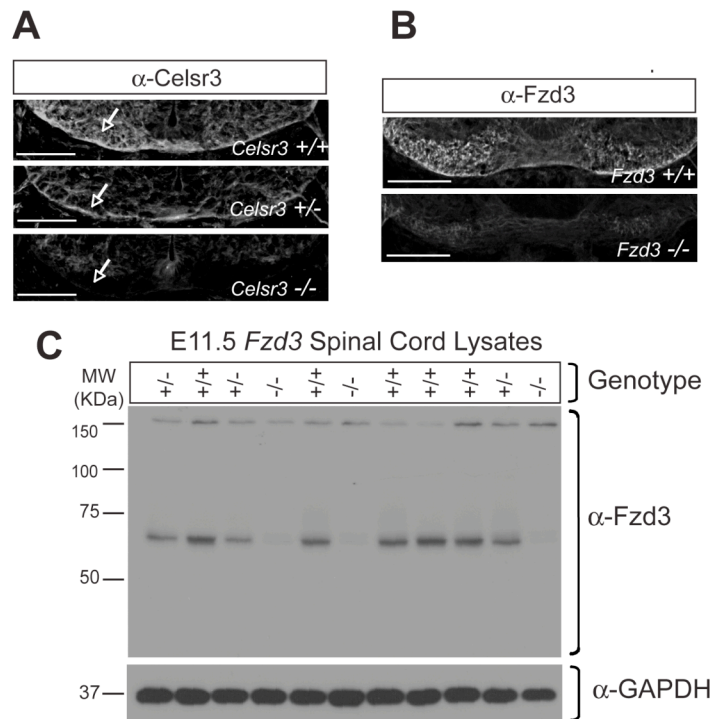 A
B
α-Celsr3
Celsr3 +/+
Celsr3 +/-
Celsr3 -/-
α-Fzd3
Fzd3 +/+
Fzd3 -/-
C
E11.5 Fzd3 Spinal Cord Lysates
MW
(KDa)
+/- +/+ +/- -/- +/+ -/- +/+ +/+ +/+ +/- -/-
Genotype
150
100
75
50
α-Fzd3
37
α-GAPDH